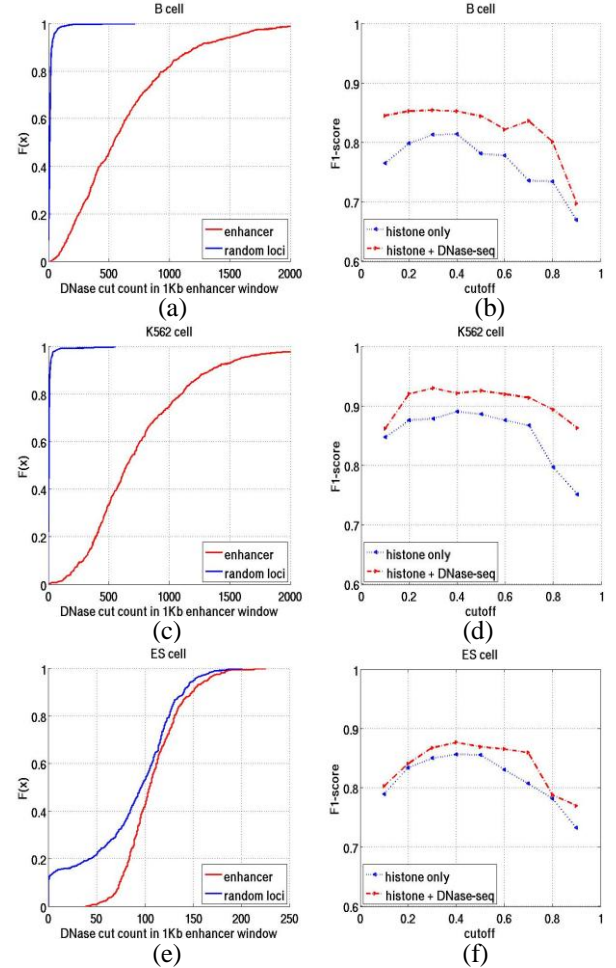 B cell
1
0.8
0.6
0.4
0.2
0
F(x)
enhancer
random loci
0 500 1000 1500 2000
DNase cut count in 1Kb enhancer window
(a)
B cell
1
0.9
0.8
0.7
0.6
F1-score
histone only
histone + DNase-seq
0 0.2 0.4 0.6 0.8 1
cutoff
(b)
K562 cell
1
0.8
0.6
0.4
0.2
0
F(x)
enhancer
random loci
0 500 1000 1500 2000
DNase cut count in 1Kb enhancer window
(c)
K562 cell
1
0.9
0.8
0.7
0.6
F1-score
histone only
histone + DNase-seq
0 0.2 0.4 0.6 0.8 1
cutoff
(d)
ES cell
1
0.8
0.6
0.4
0.2
0
F(x)
enhancer
random loci
0 50 100 150 200 250
DNase cut count in 1Kb enhancer window
(e)
ES cell
1
0.9
0.8
0.7
0.6
F1-score
histone only
histone + DNase-seq
0 0.2 0.4 0.6 0.8 1
cutoff
(f)